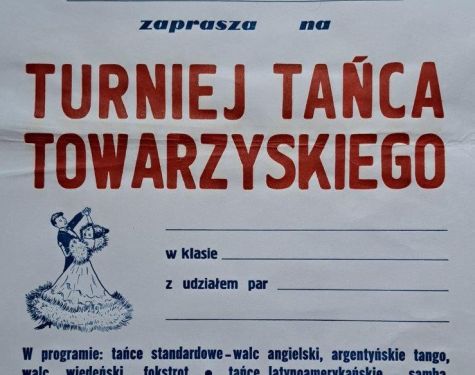 zaprasza na
TURNIEJ TAŃCA
TOWARZYSKIEGO
w klasie
z udziałem par
W programie: tańce standardowe – walc angielski, argentyńskie tango,
walc wiedeński, fokstrot • tańce latynoamerykańskie samba